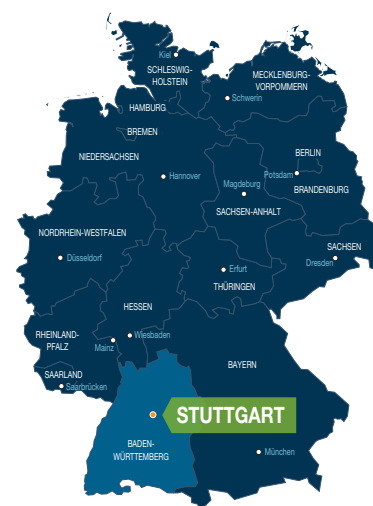 Kiel
SCHLESWIG-
HOLSTEIN
MECKLENBURG-
VORPOMMERN
HAMBURG
Schwerin
BREMEN
NIEDERSACHSEN
BERLIN
Hannover
Potsdam
Magdeburg
BRANDENBURG
SACHSEN-ANHALT
NORDRHEIN-WESTFALEN
SACHSEN
Düsseldorf
Dresden
Erfurt
THÜRINGEN
HESSEN
RHEINLAND-
PFALZ
Wiesbaden
Mainz
BAYERN
SAARLAND
Saarbrücken
STUTTGART
BADEN-
WÜRTTEMBERG
München